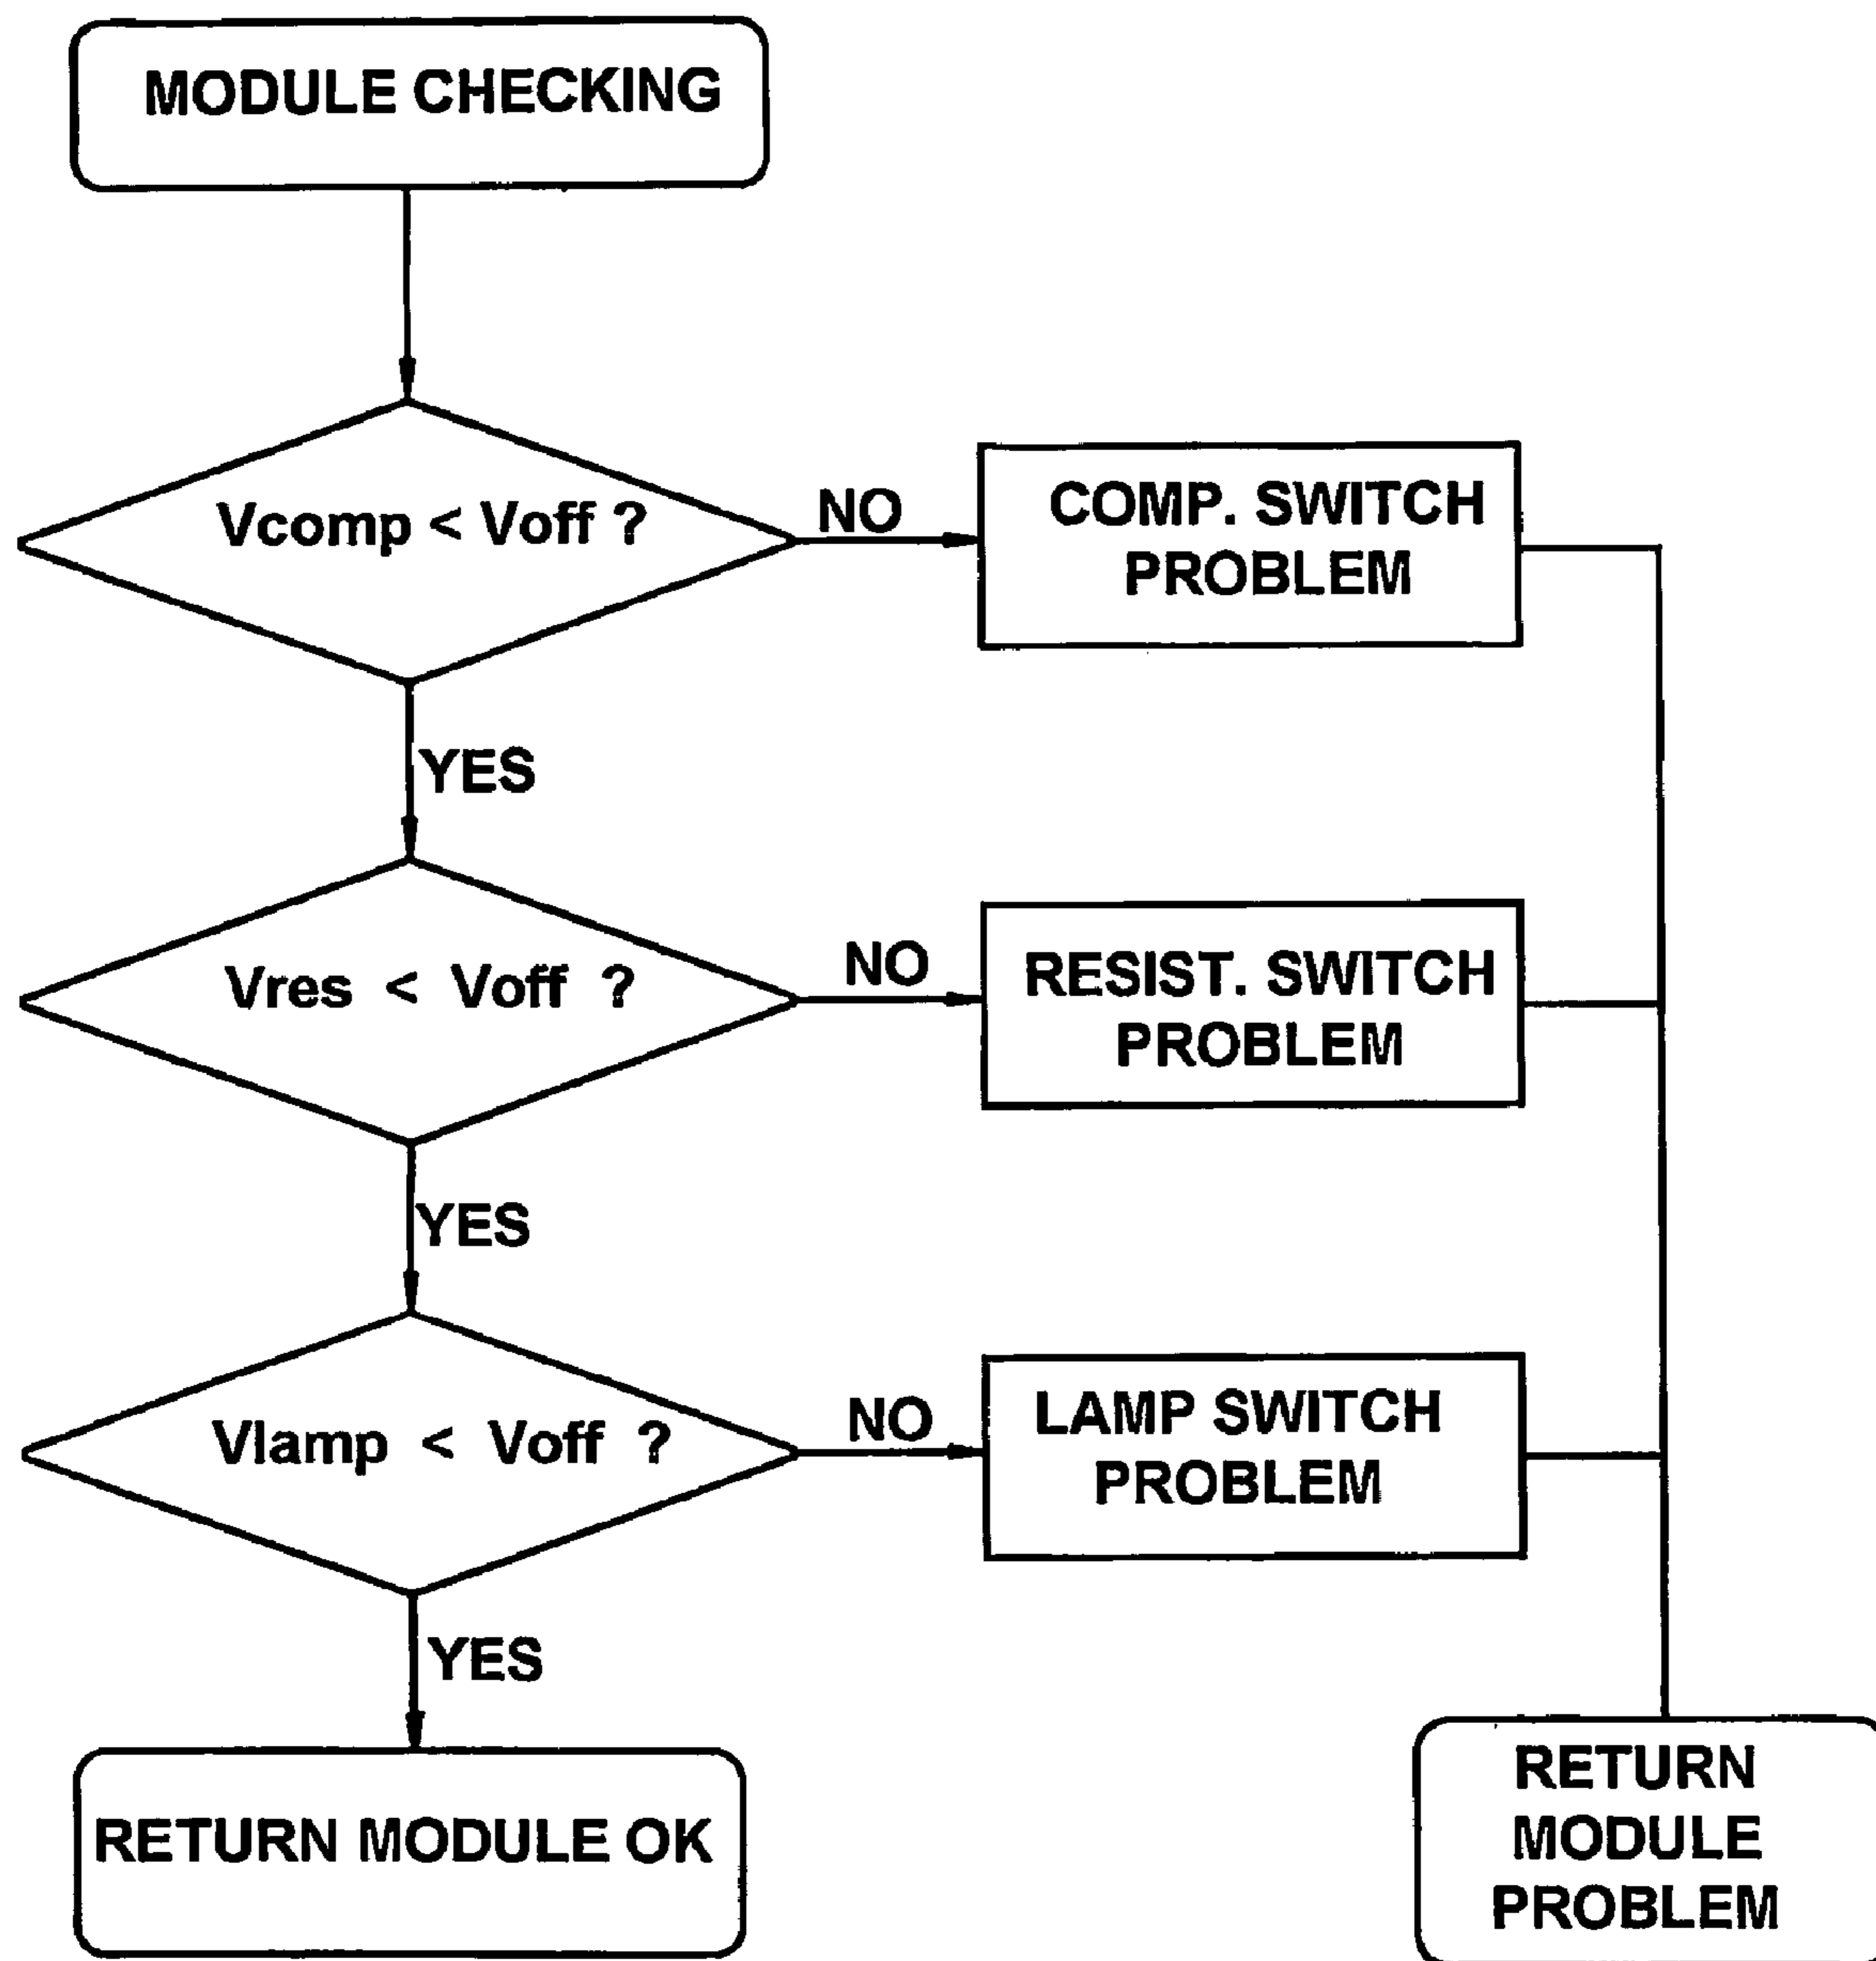 MODULE CHECKING
Vcomp < Voff ?
NO
COMP. SWITCH
PROBLEM
YES
Vres < Voff ?
NO
RESIST. SWITCH
PROBLEM
YES
Vlamp < Voff ?
NO
LAMP SWITCH
PROBLEM
YES
RETURN MODULE OK
RETURN
MODULE
PROBLEM